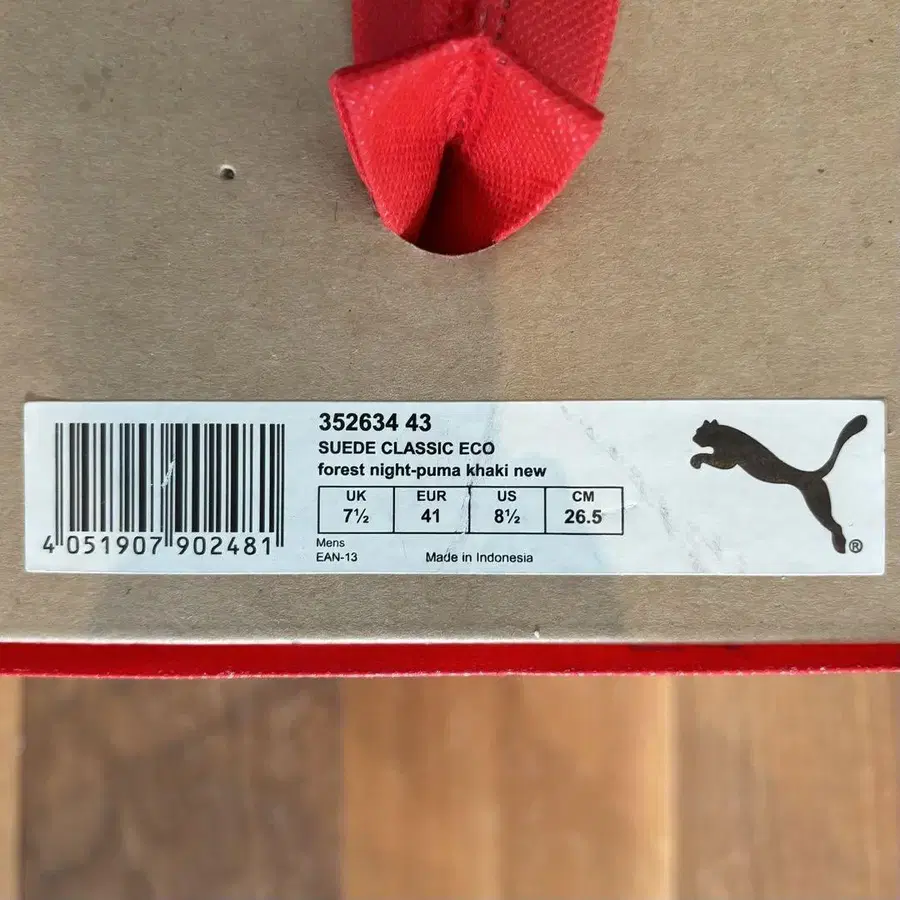 352634 43
SUEDE CLASSIC ECO
forest night-puma khaki new
UK EUR US CM
7½ 41 8½ 26.5
Mens
EAN-13 Made in Indonesia
4 051907 902481
®